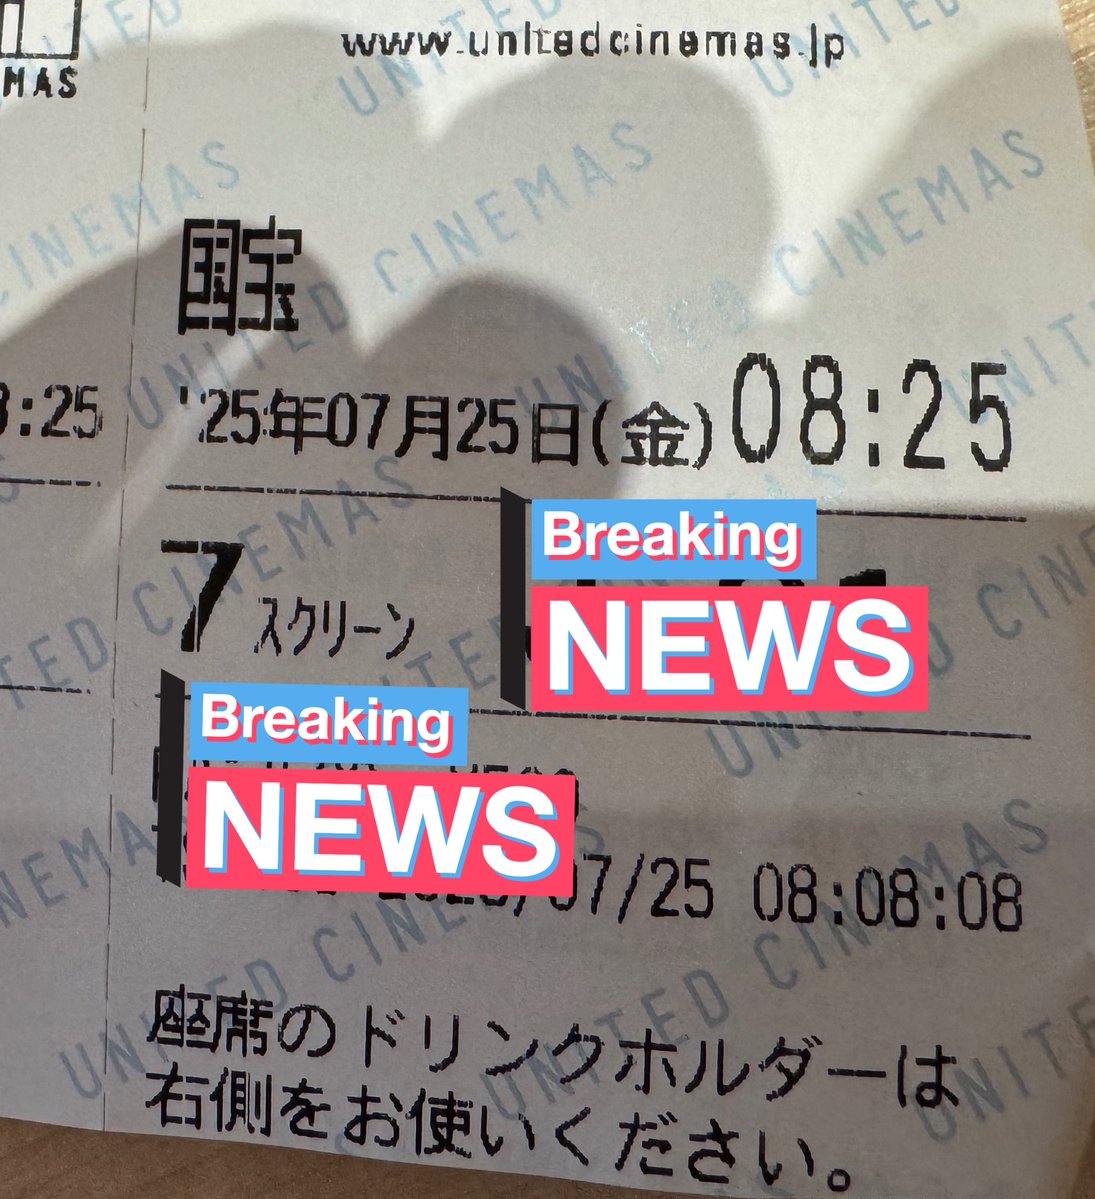 www.unitedcinemas.jp
MAS
国宝
:25
'25年07月25日(金) 08:25
7 スクリーン
Breaking
NEWS
Breaking
NEWS
07/25 08:08:08
座席のドリンクホルダーは
右側をお使いください。
UNITED CINEMAS